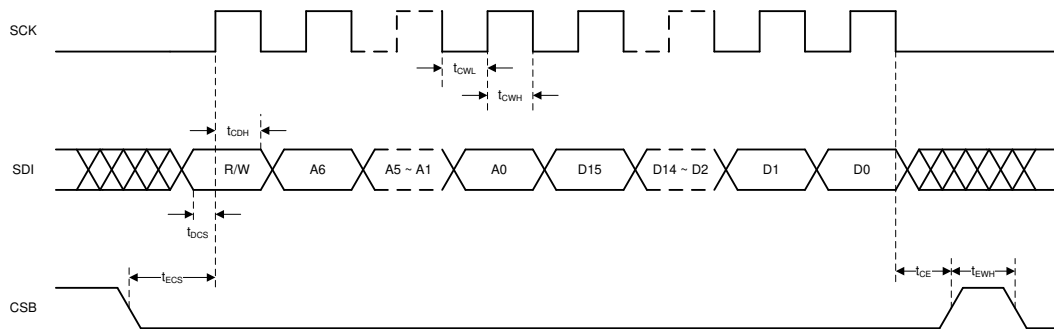 SCK
tCWL
tCWH
tCDH
SDI
R/W
A6
A5 ~ A1
A0
D15
D14 ~ D2
D1
D0
tDCS
tECS
tCE
tEWH
CSB